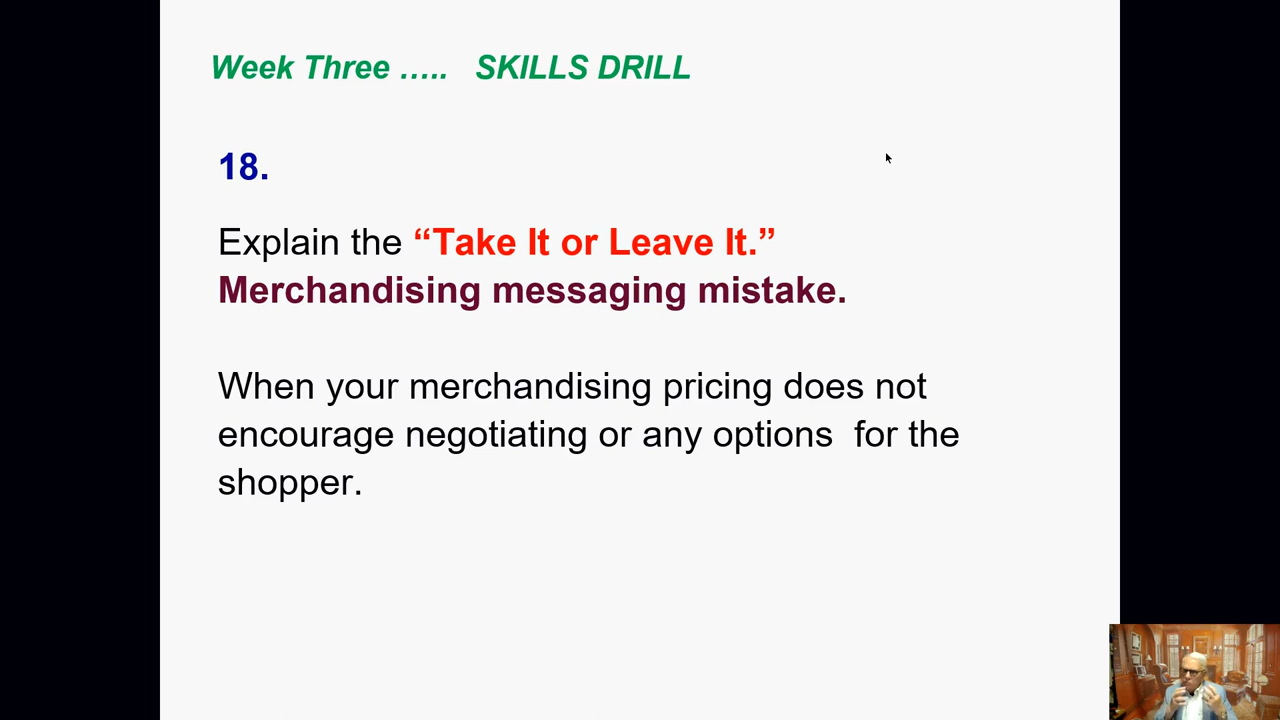 Week Three ….. SKILLS DRILL
18.
Explain the “Take It or Leave It.”
Merchandising messaging mistake.
When your merchandising pricing does not
encourage negotiating or any options  for the
shopper.